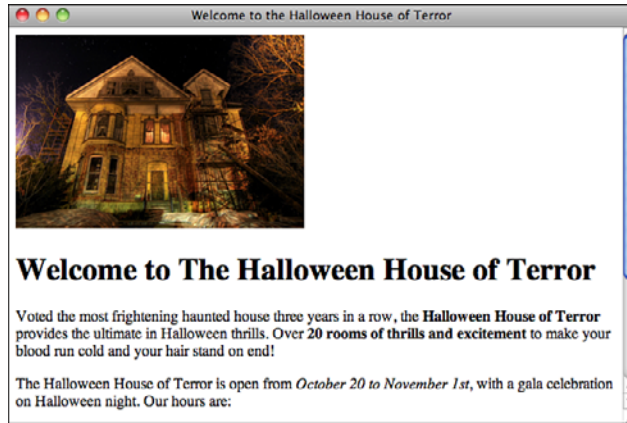 Welcome to the Halloween House of Terror
Welcome to The Halloween House of Terror
Voted the most frightening haunted house three years in a row, the Halloween House of Terror
provides the ultimate in Halloween thrills. Over 20 rooms of thrills and excitement to make your
blood run cold and your hair stand on end!
The Halloween House of Terror is open from October 20 to November 1st, with a gala celebration
on Halloween night. Our hours are: